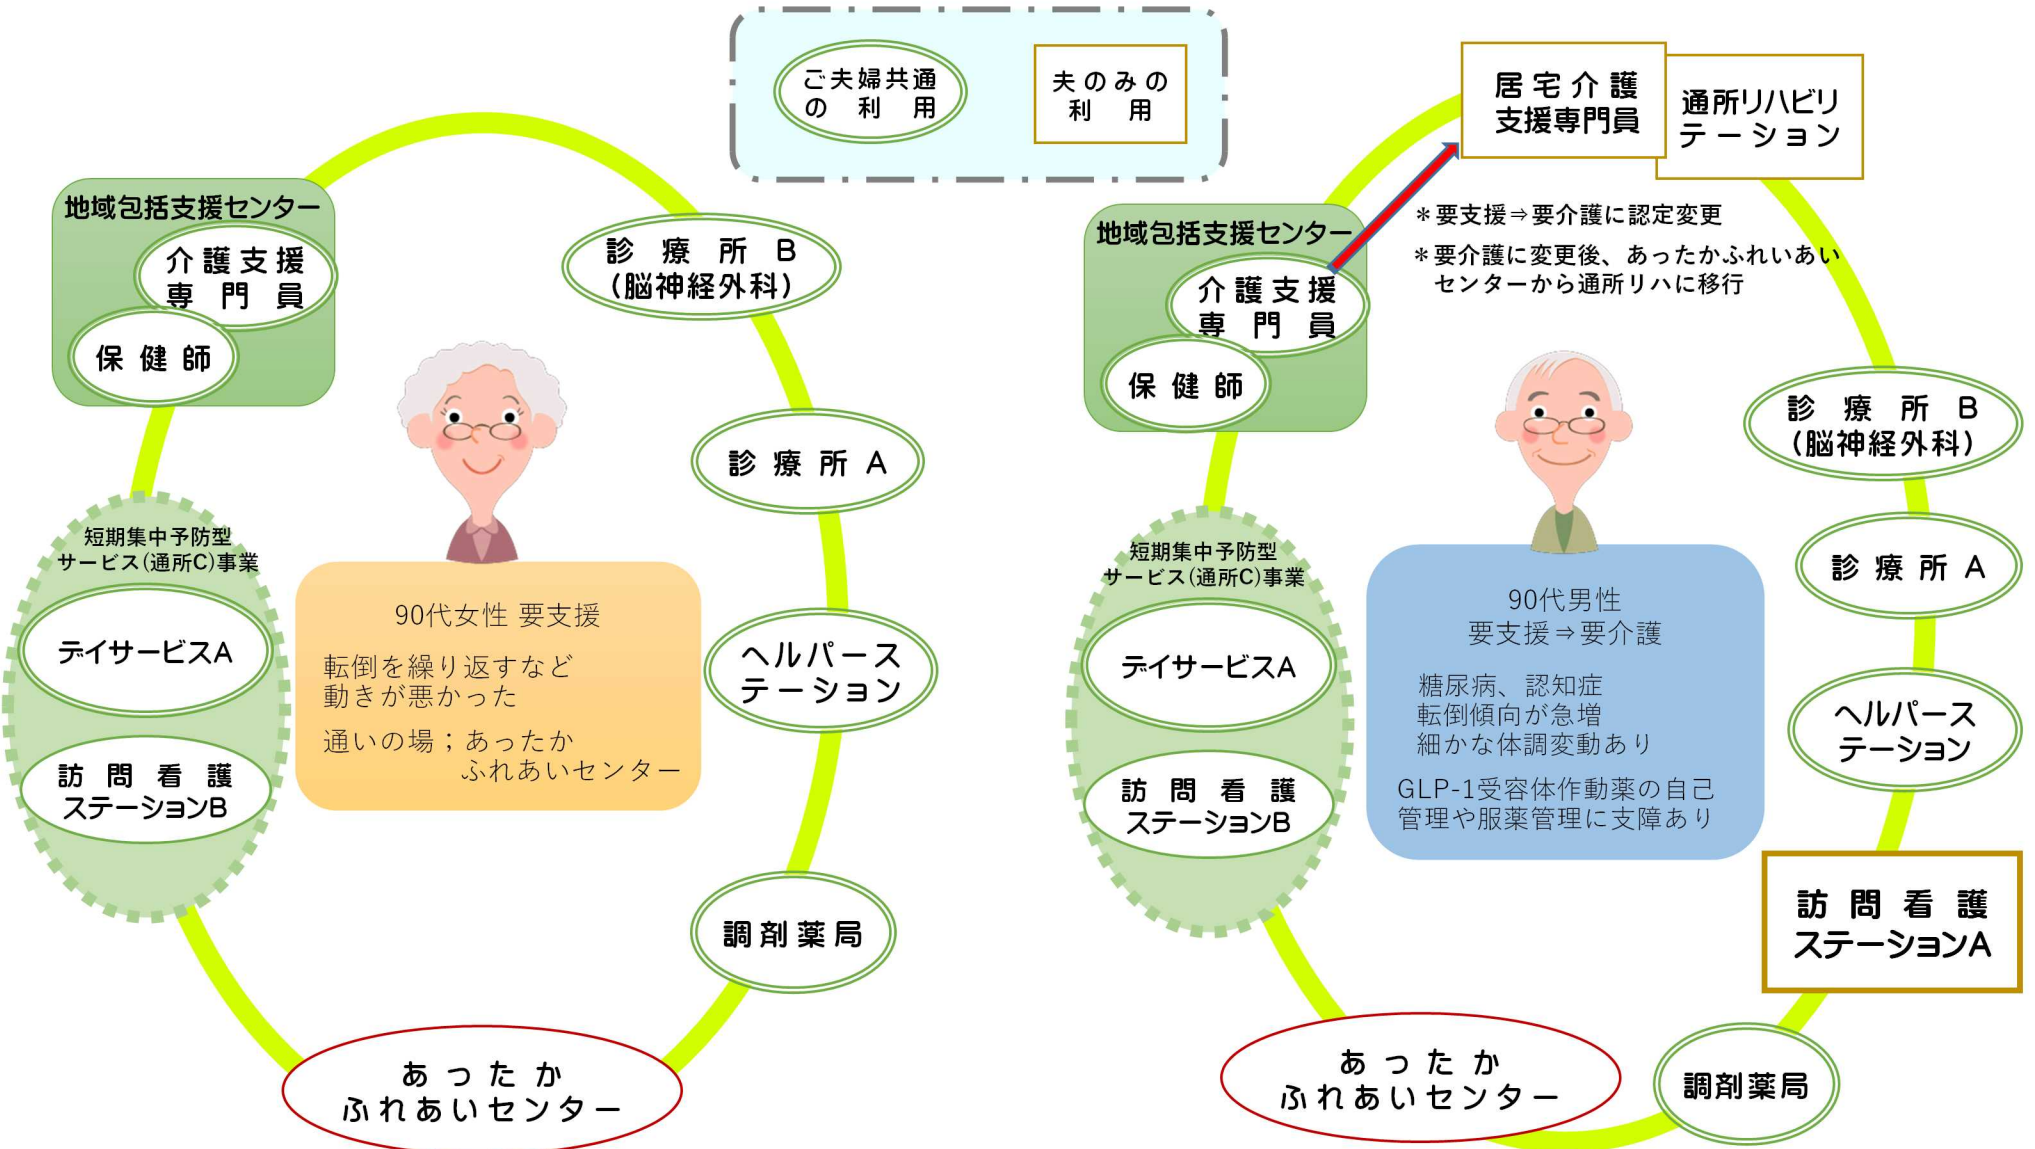 ご夫婦共通
の利用
夫のみの
利用
地域包括支援センター
介護支援
専門員
保健師
診療所B
(脳神経外科)
診療所A
ヘルパース
テーション
調剤薬局
あったか
ふれあいセンター
短期集中予防型
サービス(通所C)事業
デイサービスA
訪問看護
ステーションB
90代女性 要支援
転倒を繰り返すなど
動きが悪かった
通いの場；あったか
ふれあいセンター
居宅介護
支援専門員
通所リハビリ
テーション
＊要支援⇒要介護に認定変更
＊要介護に変更後、あったかふれいあい
センターから通所リハに移行
地域包括支援センター
介護支援
専門員
保健師
診療所B
(脳神経外科)
診療所A
ヘルパース
テーション
訪問看護
ステーションA
調剤薬局
あったか
ふれあいセンター
短期集中予防型
サービス(通所C)事業
デイサービスA
訪問看護
ステーションB
90代男性
要支援⇒要介護
糖尿病、認知症
転倒傾向が急増
細かな体調変動あり
GLP-1受容体作動薬の自己
管理や服薬管理に支障あり